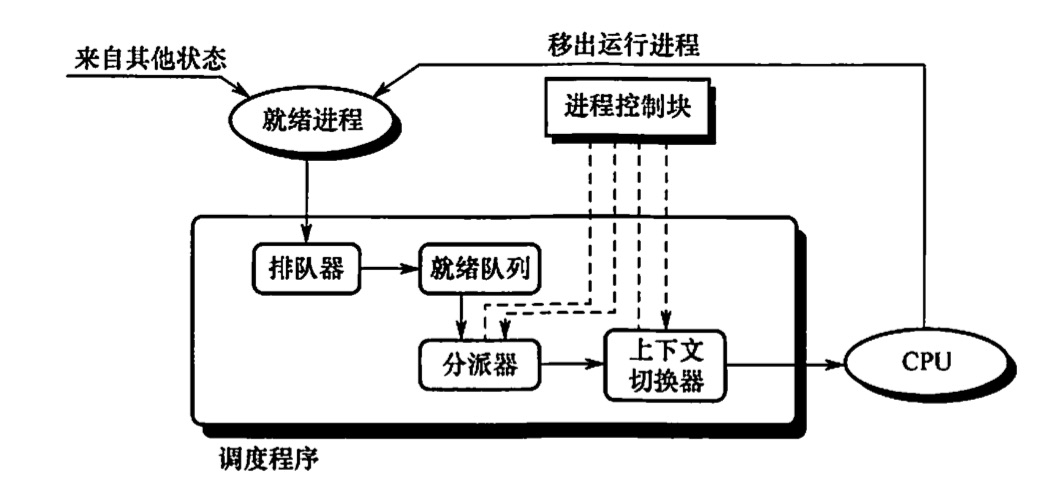 移出运行进程
来自其他状态
进程控制块
就绪进程
排队器
就绪队列
分派器
上下文
切换器
CPU
调度程序